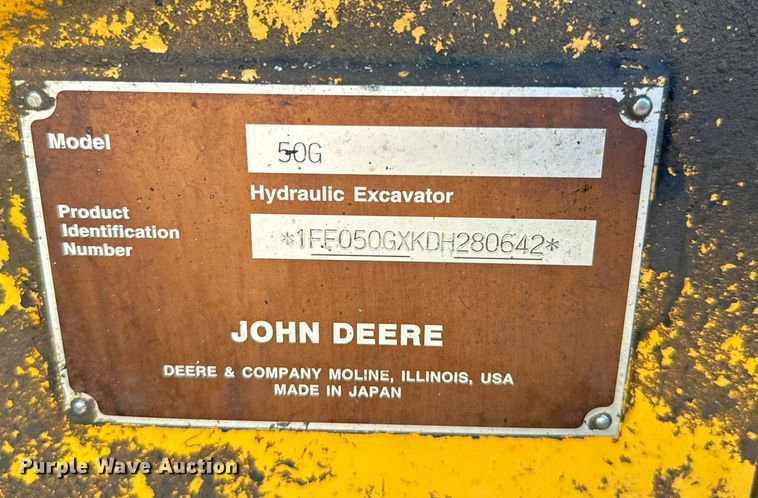 Model
50G
Hydraulic Excavator
Product
Identification
Number
*1FF050GXKDH280642*
JOHN DEERE
DEERE & COMPANY MOLINE, ILLINOIS, USA
MADE IN JAPAN
Purple Wave Auction